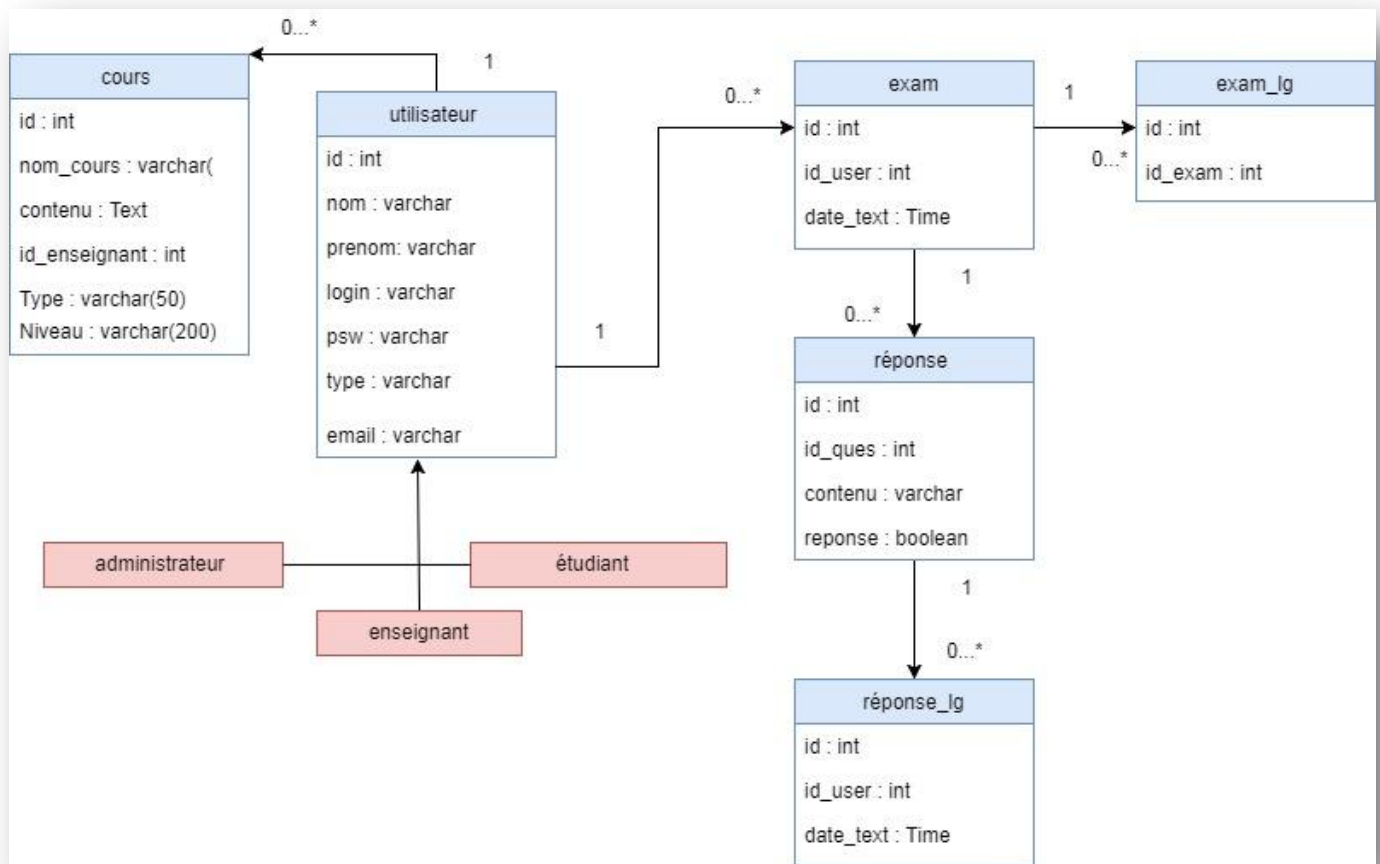 0...*
1
cours
id : int
nom_cours : varchar(
contenu : Text
id_enseignant : int
Type : varchar(50)
Niveau : varchar(200)
utilisateur
id : int
nom : varchar
prenom: varchar
login : varchar
psw : varchar
type : varchar
email : varchar
1
0...*
exam
id : int
id_user : int
date_text : Time
1
0...*
exam_lg
id : int
id_exam : int
1
0...*
réponse
id : int
id_ques : int
contenu : varchar
reponse : boolean
1
0...*
réponse_lg
id : int
id_user : int
date_text : Time
administrateur
étudiant
enseignant